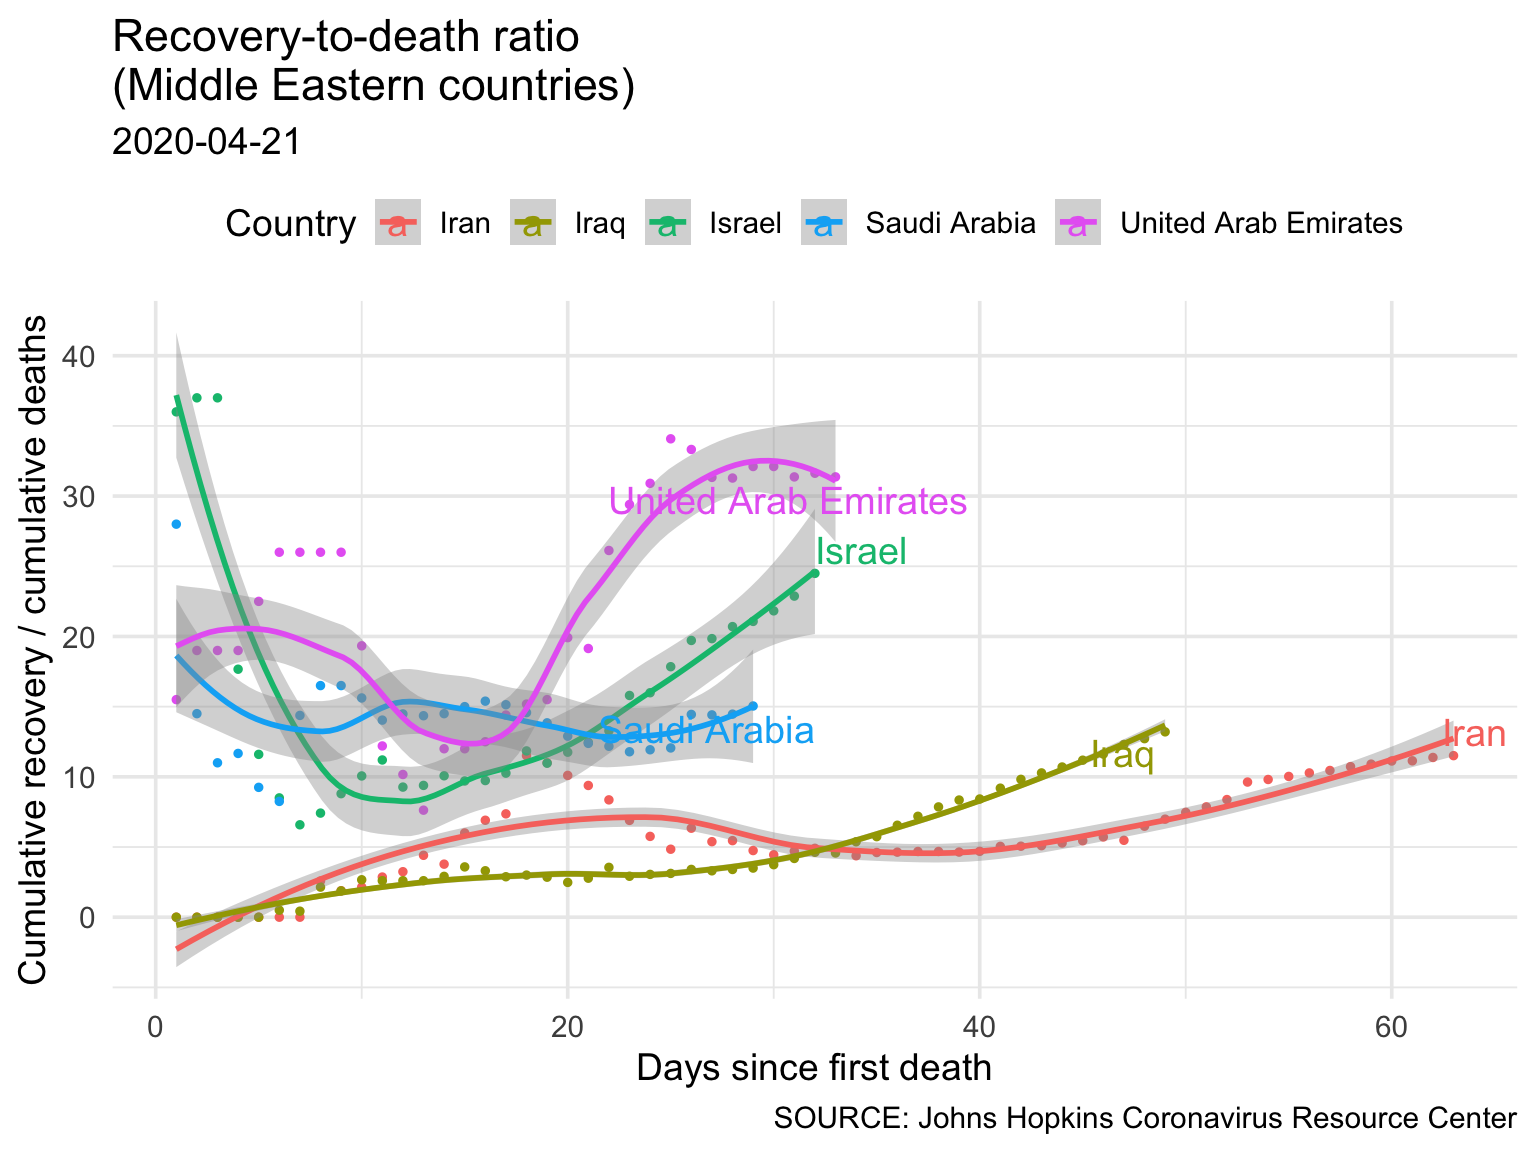 Recovery-to-death ratio
(Middle Eastern countries)
2020-04-21
Country a Iran a Iraq a Israel a Saudi Arabia a United Arab Emirates
Cumulative recovery / cumulative deaths
40
30
20
10
0
United Arab Emirates
Israel
Saudi Arabia
Iraq
Iran
0 20 40 60
Days since first death
SOURCE: Johns Hopkins Coronavirus Resource Center